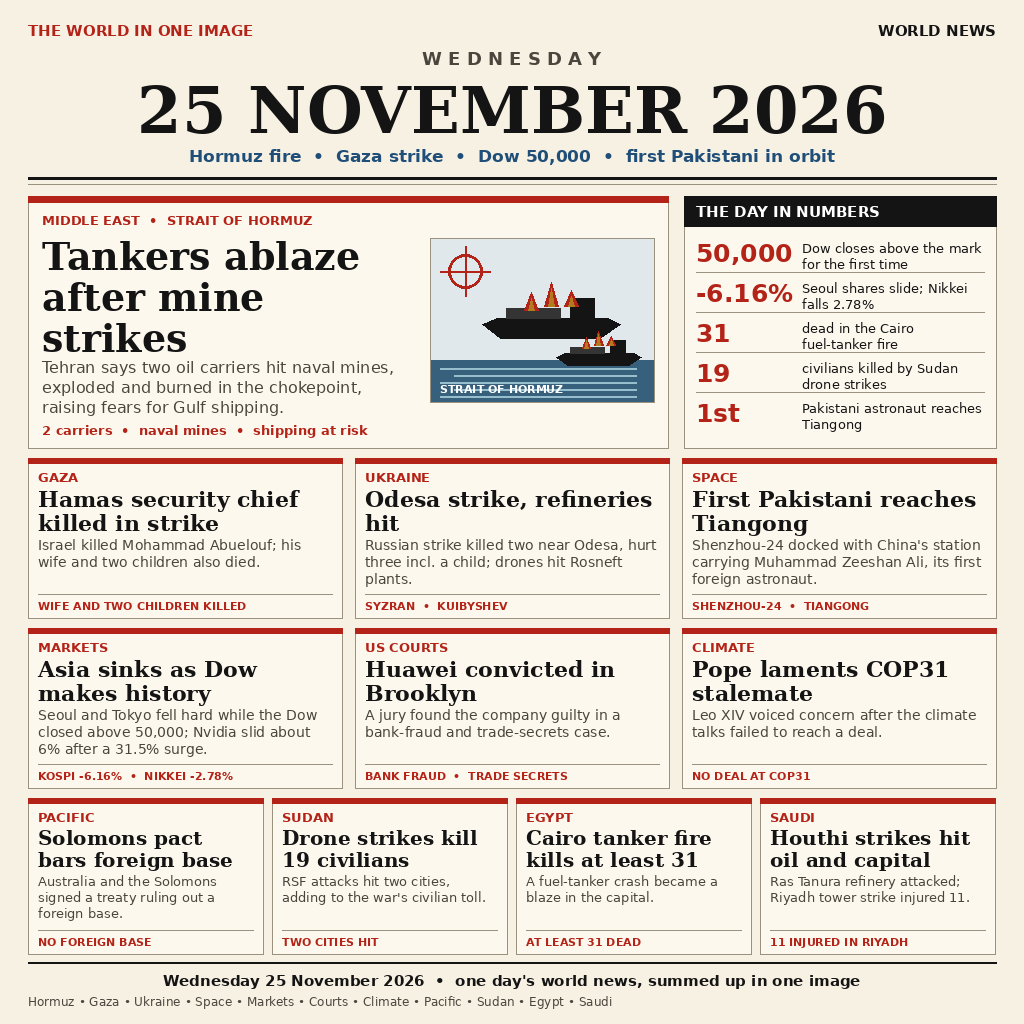 THE WORLD IN ONE IMAGE
WORLD NEWS
WEDNESDAY
25 NOVEMBER 2026
Hormuz fire • Gaza strike • Dow 50,000 • first Pakistani in orbit
MIDDLE EAST • STRAIT OF HORMUZ
Tankers ablaze
after mine
strikes
Tehran says two oil carriers hit naval mines,
exploded and burned in the chokepoint,
raising fears for Gulf shipping.
2 carriers • naval mines • shipping at risk
STRAIT OF HORMUZ
THE DAY IN NUMBERS
50,000 Dow closes above the mark
for the first time
-6.16% Seoul shares slide; Nikkei
falls 2.78%
31 dead in the Cairo
fuel-tanker fire
19 civilians killed by Sudan
drone strikes
1st Pakistani astronaut reaches
Tiangong
GAZA
Hamas security chief
killed in strike
Israel killed Mohammad Abuelouf; his
wife and two children also died.
WIFE AND TWO CHILDREN KILLED
UKRAINE
Odesa strike, refineries
hit
Russian strike killed two near Odesa, hurt
three incl. a child; drones hit Rosneft
plants.
SYZRAN • KUIBYSHEV
SPACE
First Pakistani reaches
Tiangong
Shenzhou-24 docked with China's station
carrying Muhammad Zeeshan Ali, its first
foreign astronaut.
SHENZHOU-24 • TIANGONG
MARKETS
Asia sinks as Dow
makes history
Seoul and Tokyo fell hard while the Dow
closed above 50,000; Nvidia slid about
6% after a 31.5% surge.
KOSPI -6.16% • NIKKEI -2.78%
US COURTS
Huawei convicted in
Brooklyn
A jury found the company guilty in a
bank-fraud and trade-secrets case.
BANK FRAUD • TRADE SECRETS
CLIMATE
Pope laments COP31
stalemate
Leo XIV voiced concern after the climate
talks failed to reach a deal.
NO DEAL AT COP31
PACIFIC
Solomons pact
bars foreign base
Australia and the Solomons
signed a treaty ruling out a
foreign base.
NO FOREIGN BASE
SUDAN
Drone strikes kill
19 civilians
RSF attacks hit two cities,
adding to the war's civilian toll.
TWO CITIES HIT
EGYPT
Cairo tanker fire
kills at least 31
A fuel-tanker crash became a
blaze in the capital.
AT LEAST 31 DEAD
SAUDI
Houthi strikes hit
oil and capital
Ras Tanura refinery attacked;
Riyadh tower strike injured 11.
11 INJURED IN RIYADH
Wednesday 25 November 2026 • one day's world news, summed up in one image
Hormuz • Gaza • Ukraine • Space • Markets • Courts • Climate • Pacific • Sudan • Egypt • Saudi